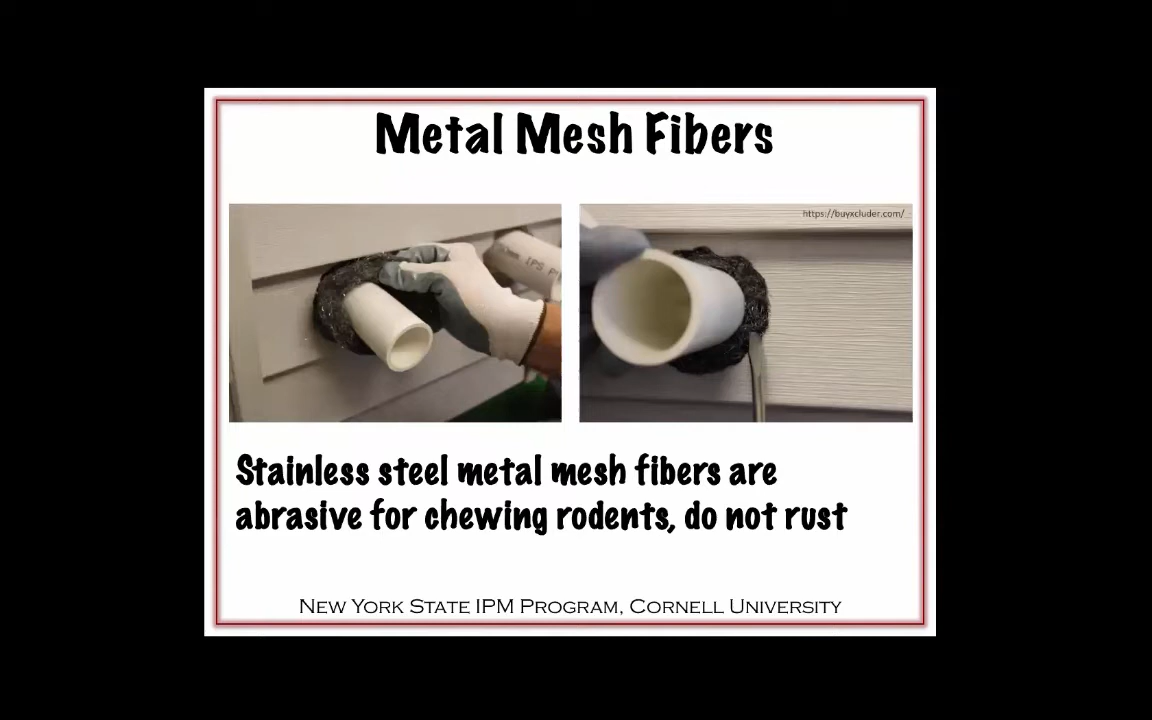 Metal Mesh Fibers
https://buyxcluder.com/
Stainless steel metal mesh fibers are
abrasive for chewing rodents, do not rust
New York State IPM Program, Cornell University